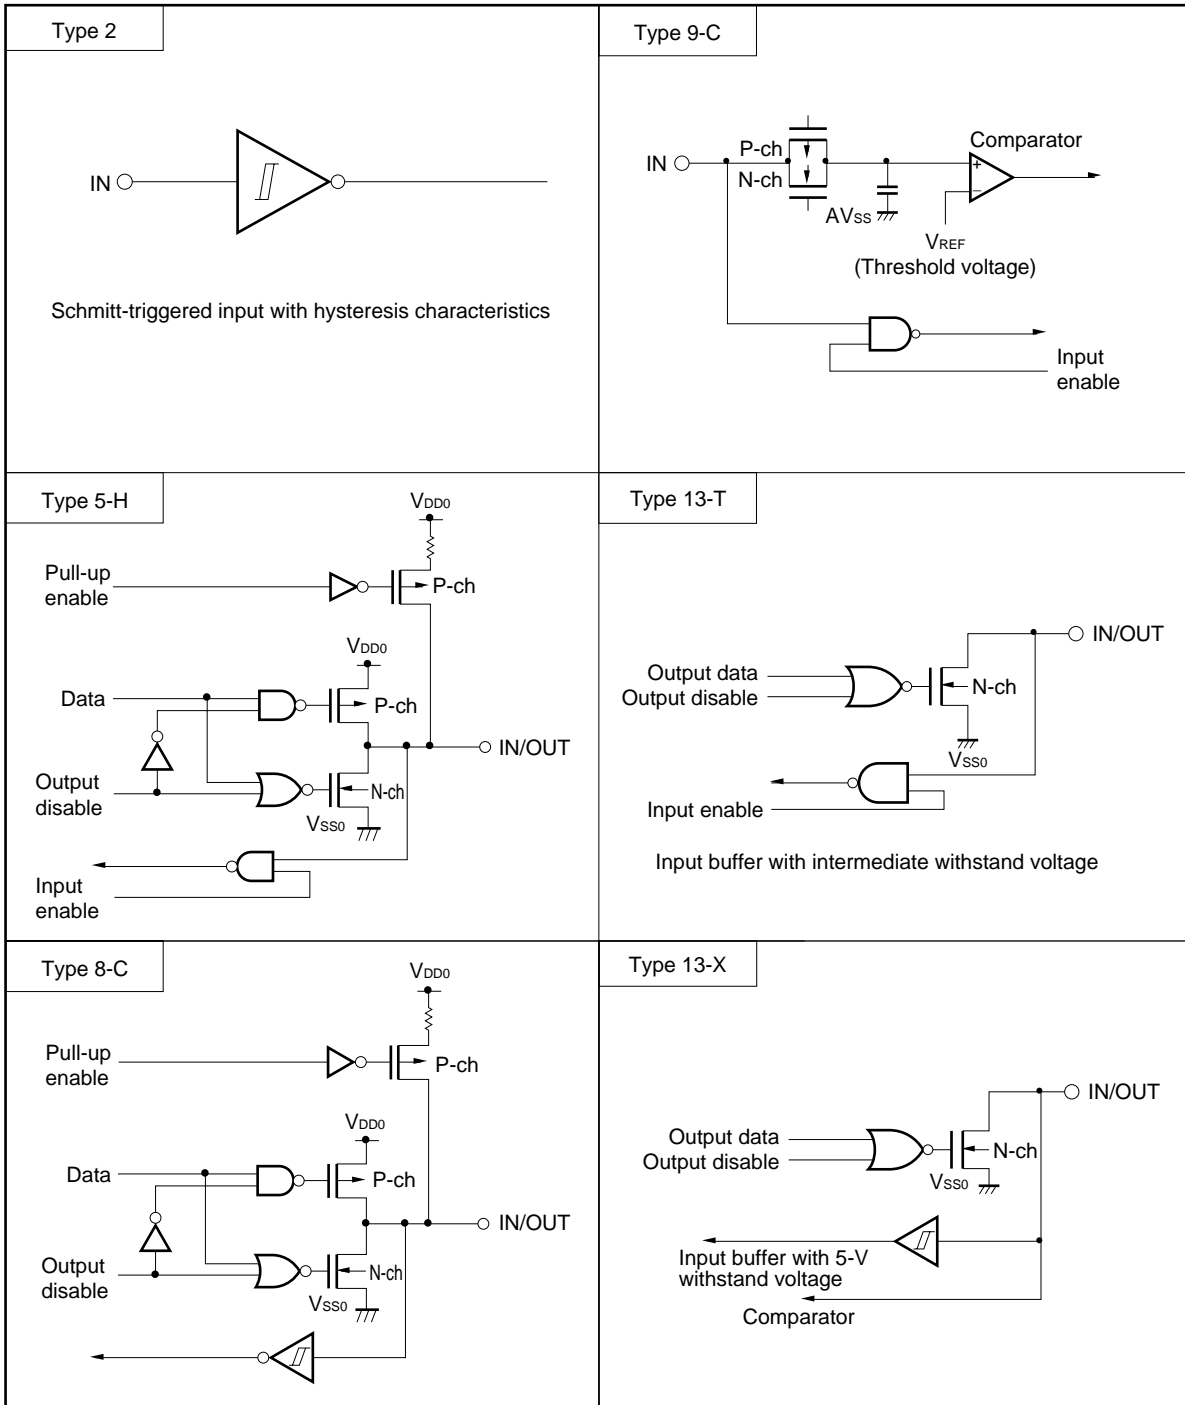 Type 2
IN
Schmitt-triggered input with hysteresis characteristics
Type 9-C
IN
P-ch
N-ch
Comparator
+
−
AVSS
VREF
(Threshold voltage)
Input
enable
Type 5-H
VDD0
Pull-up
enable
P-ch
VDD0
Data
P-ch
IN/OUT
Output
disable
N-ch
VSS0
Input
enable
Type 13-T
IN/OUT
Output data
Output disable
N-ch
VSS0
Input enable
Input buffer with intermediate withstand voltage
Type 8-C
VDD0
Pull-up
enable
P-ch
VDD0
Data
P-ch
IN/OUT
Output
disable
N-ch
VSS0
Type 13-X
IN/OUT
Output data
Output disable
N-ch
VSS0
Input buffer with 5-V
withstand voltage
Comparator